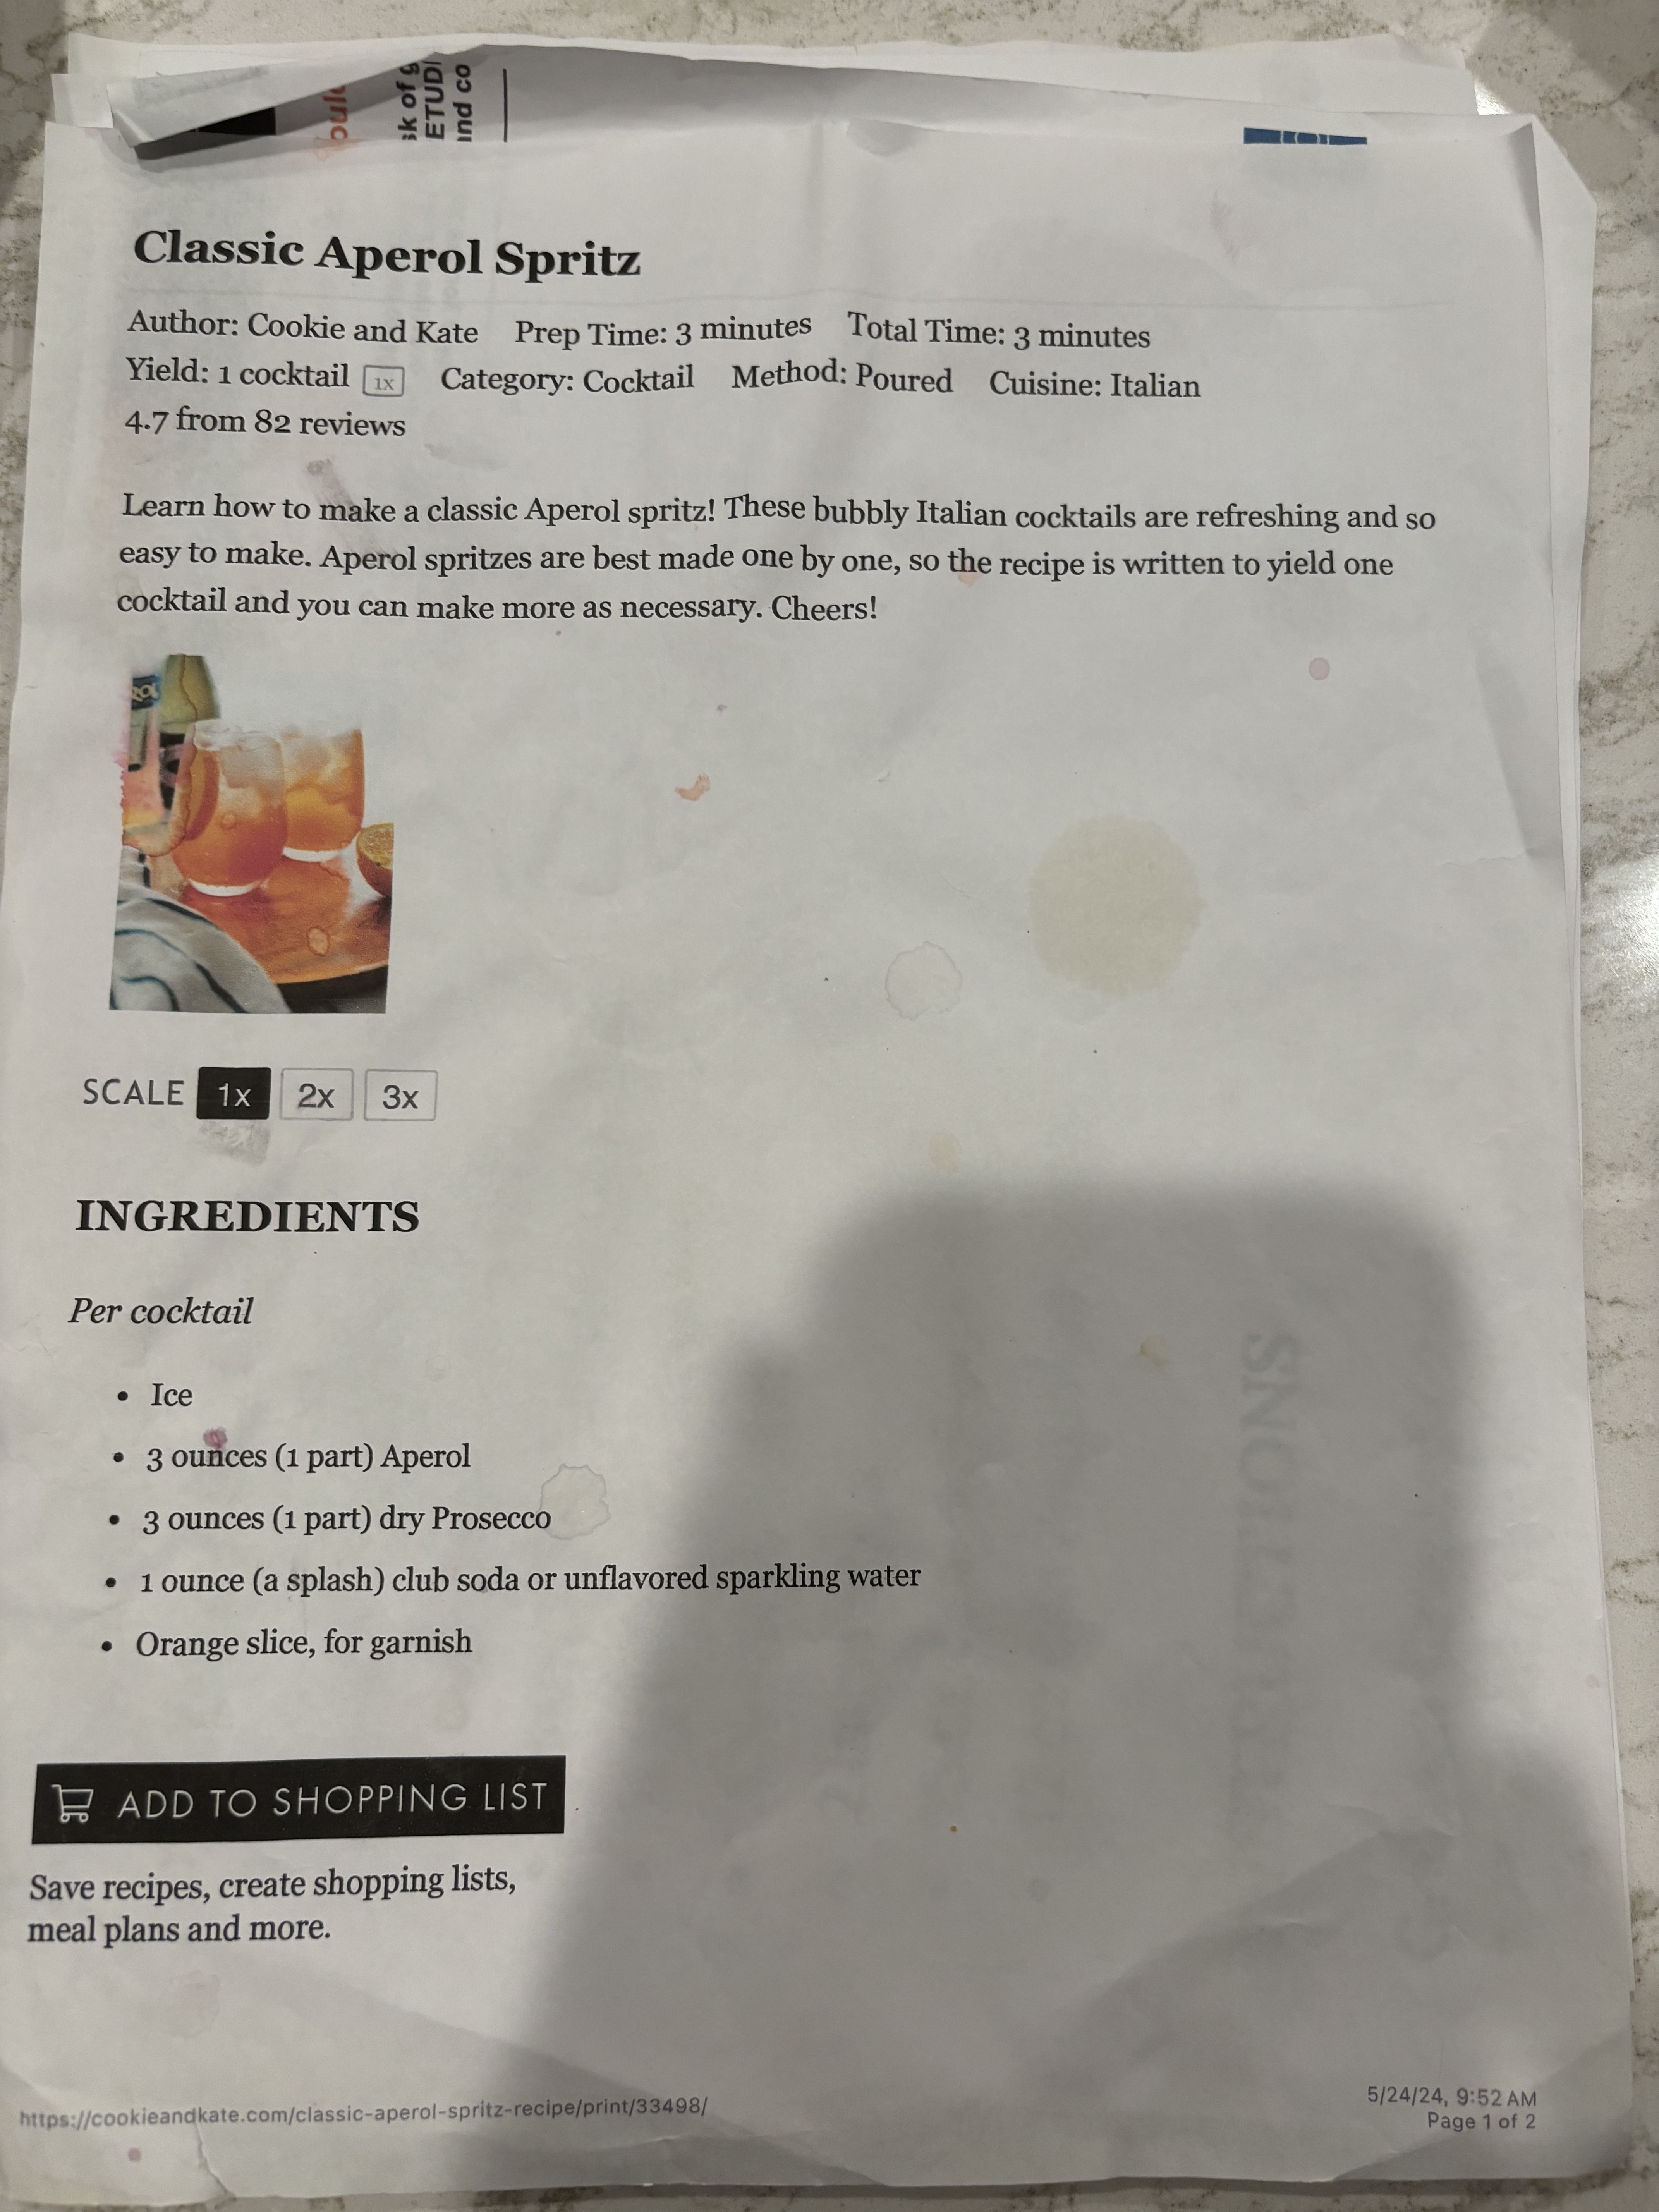 sk of g
ETUDI
and co
Classic Aperol Spritz
Author: Cookie and Kate Prep Time: 3 minutes Total Time: 3 minutes
Yield: 1 cocktail 1x Category: Cocktail Method: Poured Cuisine: Italian
4.7 from 82 reviews
Learn how to make a classic Aperol spritz! These bubbly Italian cocktails are refreshing and so
easy to make. Aperol spritzes are best made one by one, so the recipe is written to yield one
cocktail and you can make more as necessary. Cheers!
SCALE 1x 2x 3x
INGREDIENTS
Per cocktail
• Ice
• 3 ounces (1 part) Aperol
• 3 ounces (1 part) dry Prosecco
• 1 ounce (a splash) club soda or unflavored sparkling water
• Orange slice, for garnish
ADD TO SHOPPING LIST
Save recipes, create shopping lists,
meal plans and more.
https://cookieandkate.com/classic-aperol-spritz-recipe/print/33498/
5/24/24, 9:52 AM
Page 1 of 2